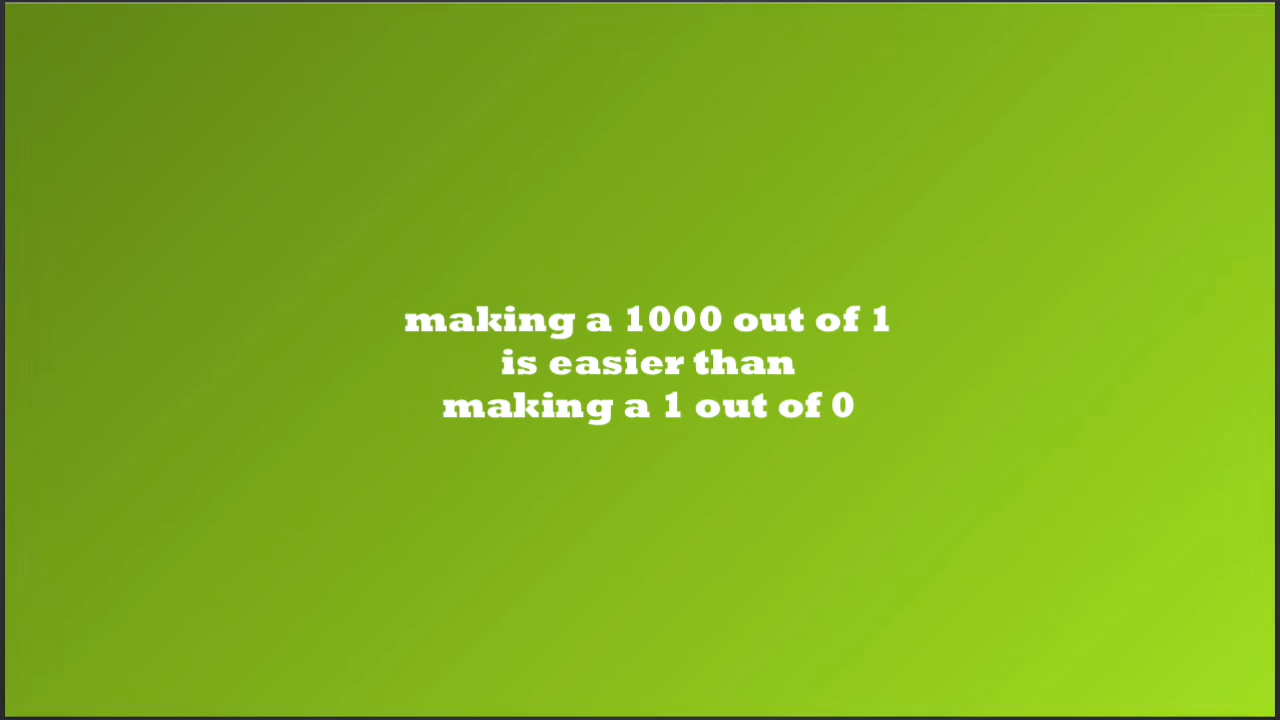 making a 1000 out of 1
is easier than
making a 1 out of 0